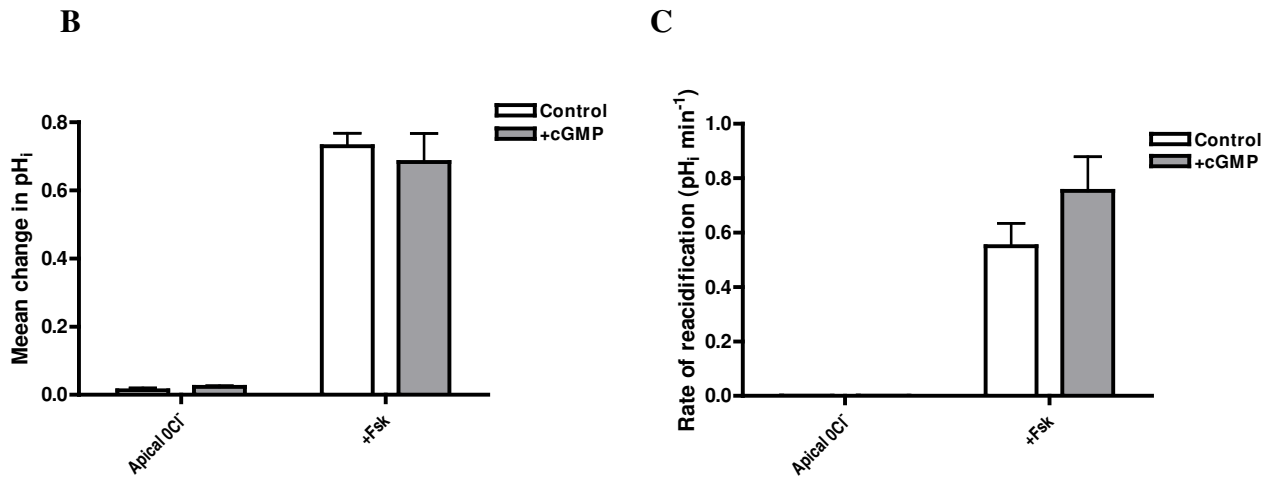 B
Meean change in pHi
0.8
0.6
0.4
0.2
0.0
Apical 0Cl-
+Fsk
Control
+cGMP
C
Rate of reacidification (pHi min-1)
1.0
0.8
0.6
0.4
0.2
0.0
Apical 0Cl-
+Fsk
Control
+cGMP